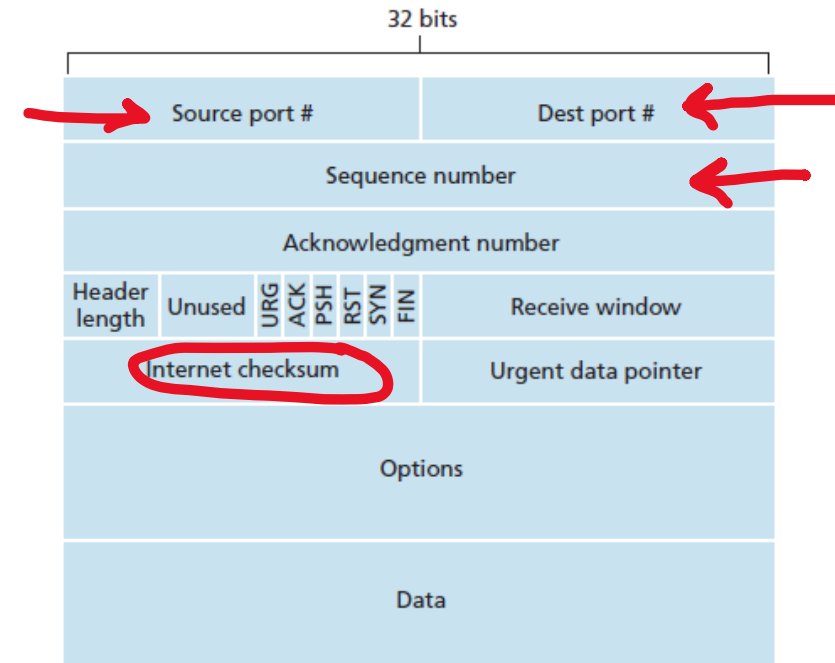 32 bits
Source port # Dest port #
Sequence number
Acknowledgment number
Header length Unused URG ACK PSH RST SYN FIN Receive window
Internet checksum Urgent data pointer
Options
Data